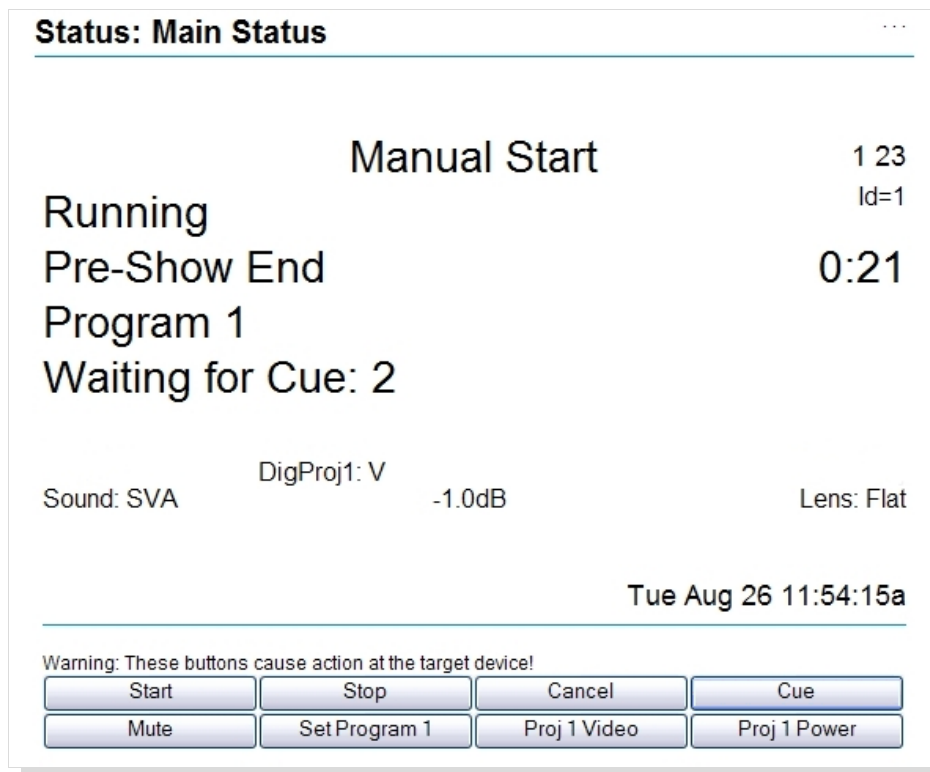 Status: Main Status ...
Manual Start 1 23
Id=1
Running
Pre-Show End 0:21
Program 1
Waiting for Cue: 2
DigProj1: V
Sound: SVA -1.0dB Lens: Flat
Tue Aug 26 11:54:15a
Warning: These buttons cause action at the target device!
Start Stop Cancel Cue
Mute Set Program 1 Proj 1 Video Proj 1 Power